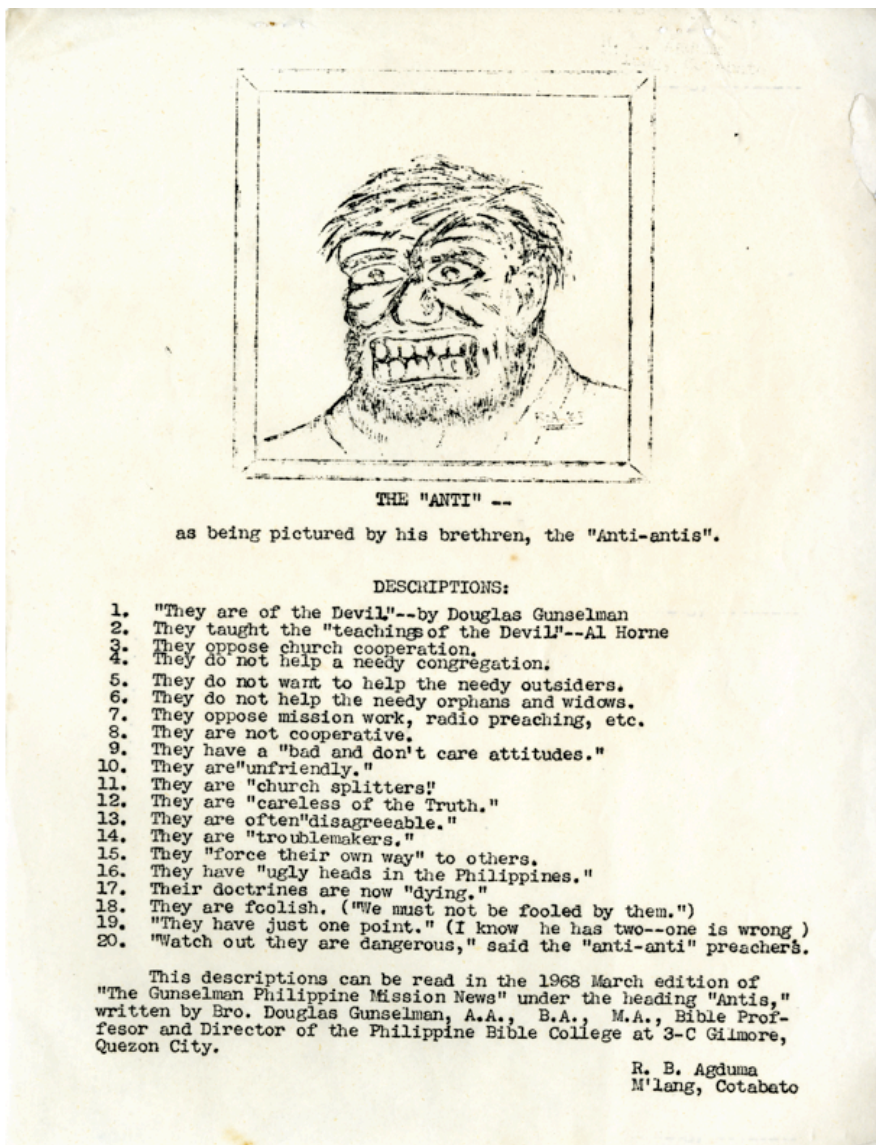 THE "ANTI" --
as being pictured by his brethren, the "Anti-antis".
DESCRIPTIONS:
1. "They are of the Devil."--by Douglas Gunselman
2. They taught the "teachings of the Devil"--Al Horne
3. They oppose church cooperation.
4. They do not help a needy congregation.
5. They do not want to help the needy outsiders.
6. They do not help the needy orphans and widows.
7. They oppose mission work, radio preaching, etc.
8. They are not cooperative.
9. They have a "bad and don't care attitudes."
10. They are"unfriendly."
11. They are "church splitters!"
12. They are "careless of the Truth."
13. They are often"disagreeable."
14. They are "troublemakers."
15. They "force their own way" to others.
16. They have "ugly heads in the Philippines."
17. Their doctrines are now "dying."
18. They are foolish. ("We must not be fooled by them.")
19. "They have just one point." (I know he has two--one is wrong )
20. "Watch out they are dangerous," said the "anti-anti" preachers.
This descriptions can be read in the 1968 March edition of
"The Gunselman Philippine Mission News" under the heading "Antis,"
written by Bro. Douglas Gunselman, A.A., B.A., M.A., Bible Prof-
fesor and Director of the Philippine Bible College at 3-C Gilmore,
Quezon City.
R. B. Agduma
M'lang, Cotabato